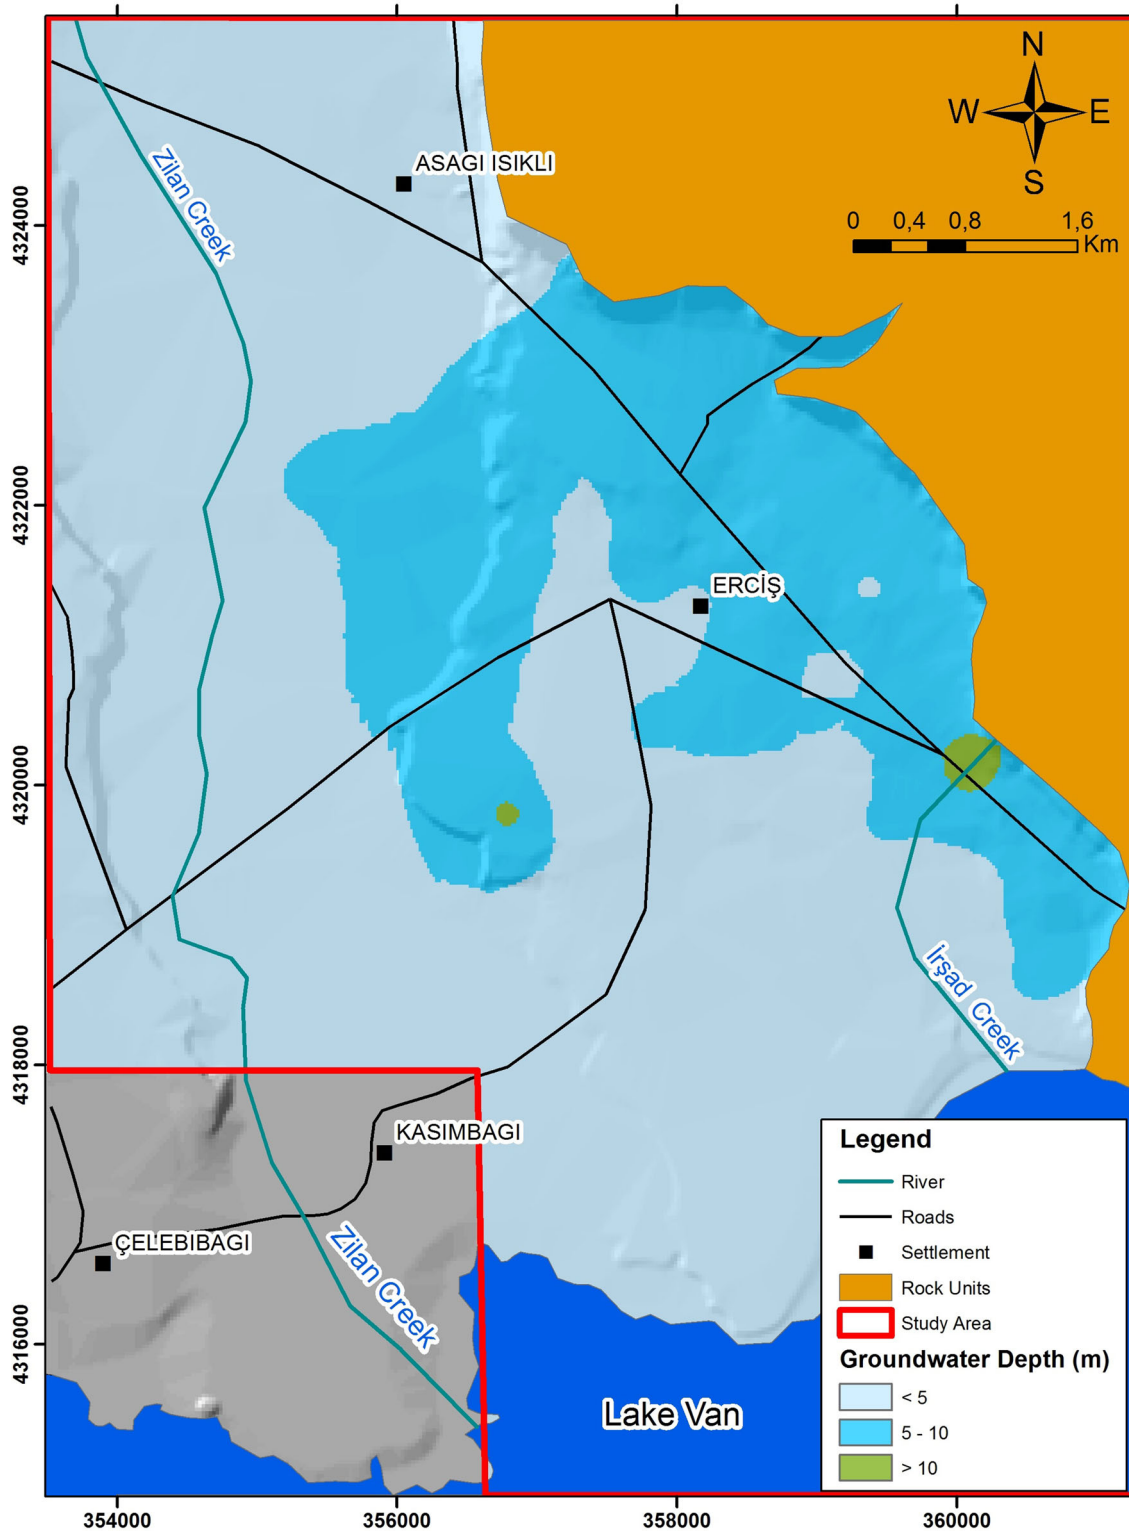 N
W E
S
0 0,4 0,8 1,6
Km
ASAGI ISIKLI
Zilan Creek
ERCİŞ
İrşad Creek
KASIMBAGI
ÇELEBIBAGI
Zilan Creek
Lake Van
Legend
River
Roads
Settlement
Rock Units
Study Area
Groundwater Depth (m)
< 5
5 - 10
> 10
4324000
4322000
4320000
4318000
4316000
354000 356000 358000 360000